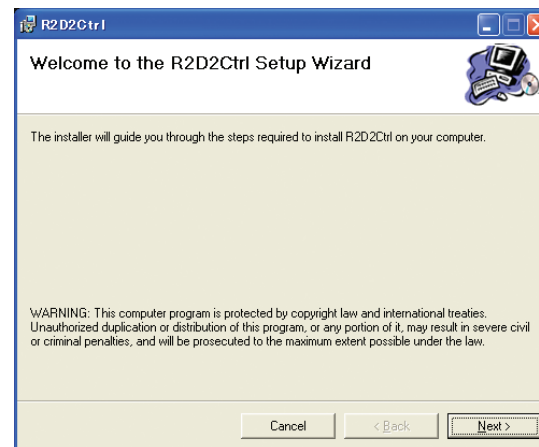 R2D2Ctrl
Welcome to the R2D2Ctrl Setup Wizard
The installer will guide you through the steps required to install R2D2Ctrl on your computer.
WARNING: This computer program is protected by copyright law and international treaties.
Unauthorized duplication or distribution of this program, or any portion of it, may result in severe civil
or criminal penalties, and will be prosecuted to the maximum extent possible under the law.
Cancel < Back Next >